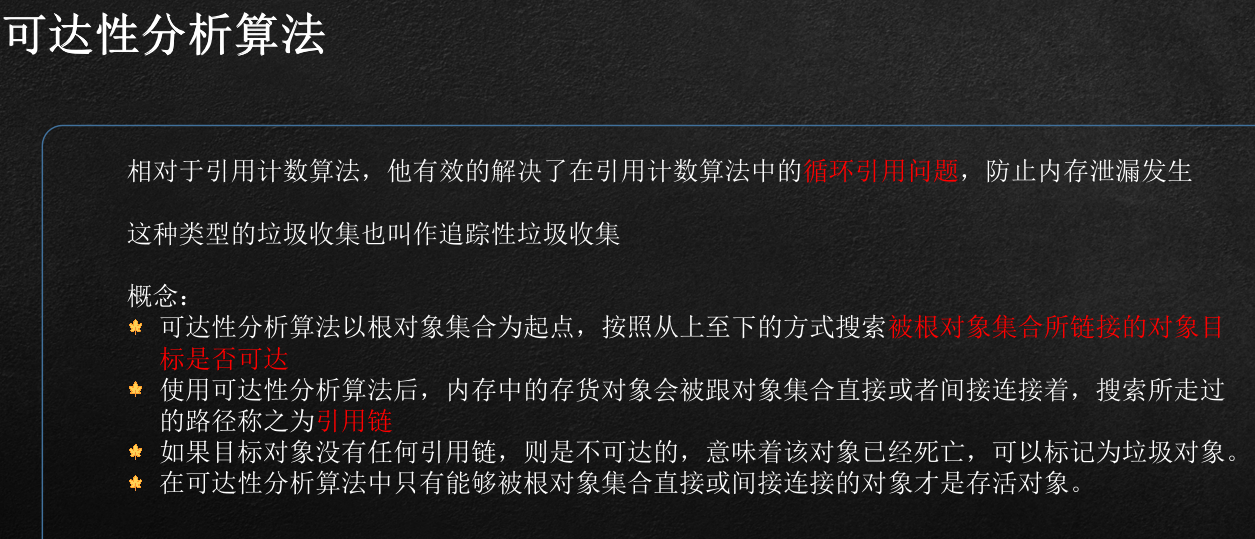 可达性分析算法
相对于引用计数算法，他有效的解决了在引用计数算法中的循环引用问题，防止内存泄漏发生
这种类型的垃圾收集也叫作追踪性垃圾收集
概念：
可达性分析算法以根对象集合为起点，按照从上至下的方式搜索被根对象集合所链接的对象目
标是否可达
使用可达性分析算法后，内存中的存货对象会被跟对象集合直接或者间接连接着，搜索所走过
的路径称之为引用链
如果目标对象没有任何引用链，则是不可达的，意味着该对象已经死亡，可以标记为垃圾对象。
在可达性分析算法中只有能够被根对象集合直接或间接连接的对象才是存活对象。